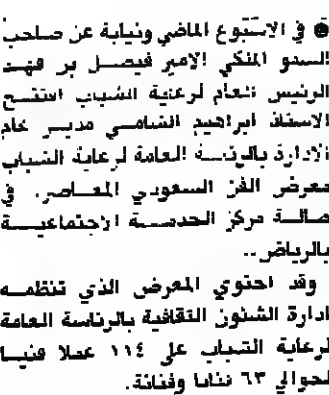 ● في الاسبوع الماضي ونيابة عن صاحب
السمو الملكي الامير فيصل بن فهد
الرئيس العام لرعاية الشباب افتتح
الاستاذ ابراهيم الشامي مدير عام
الادارة بالرئاسة العامة لرعاية الشباب
معرض الفن السعودي المعاصر. في
صالة مركز الخدمة الاجتماعية
بالرياض..
وقد احتوي المعرض الذي تنظمه
ادارة الشئون الثقافية بالرئاسة العامة
لرعاية الشباب على ١١٤ عملا فنيا
لحوالي ٦٣ فنانا وفنانة.